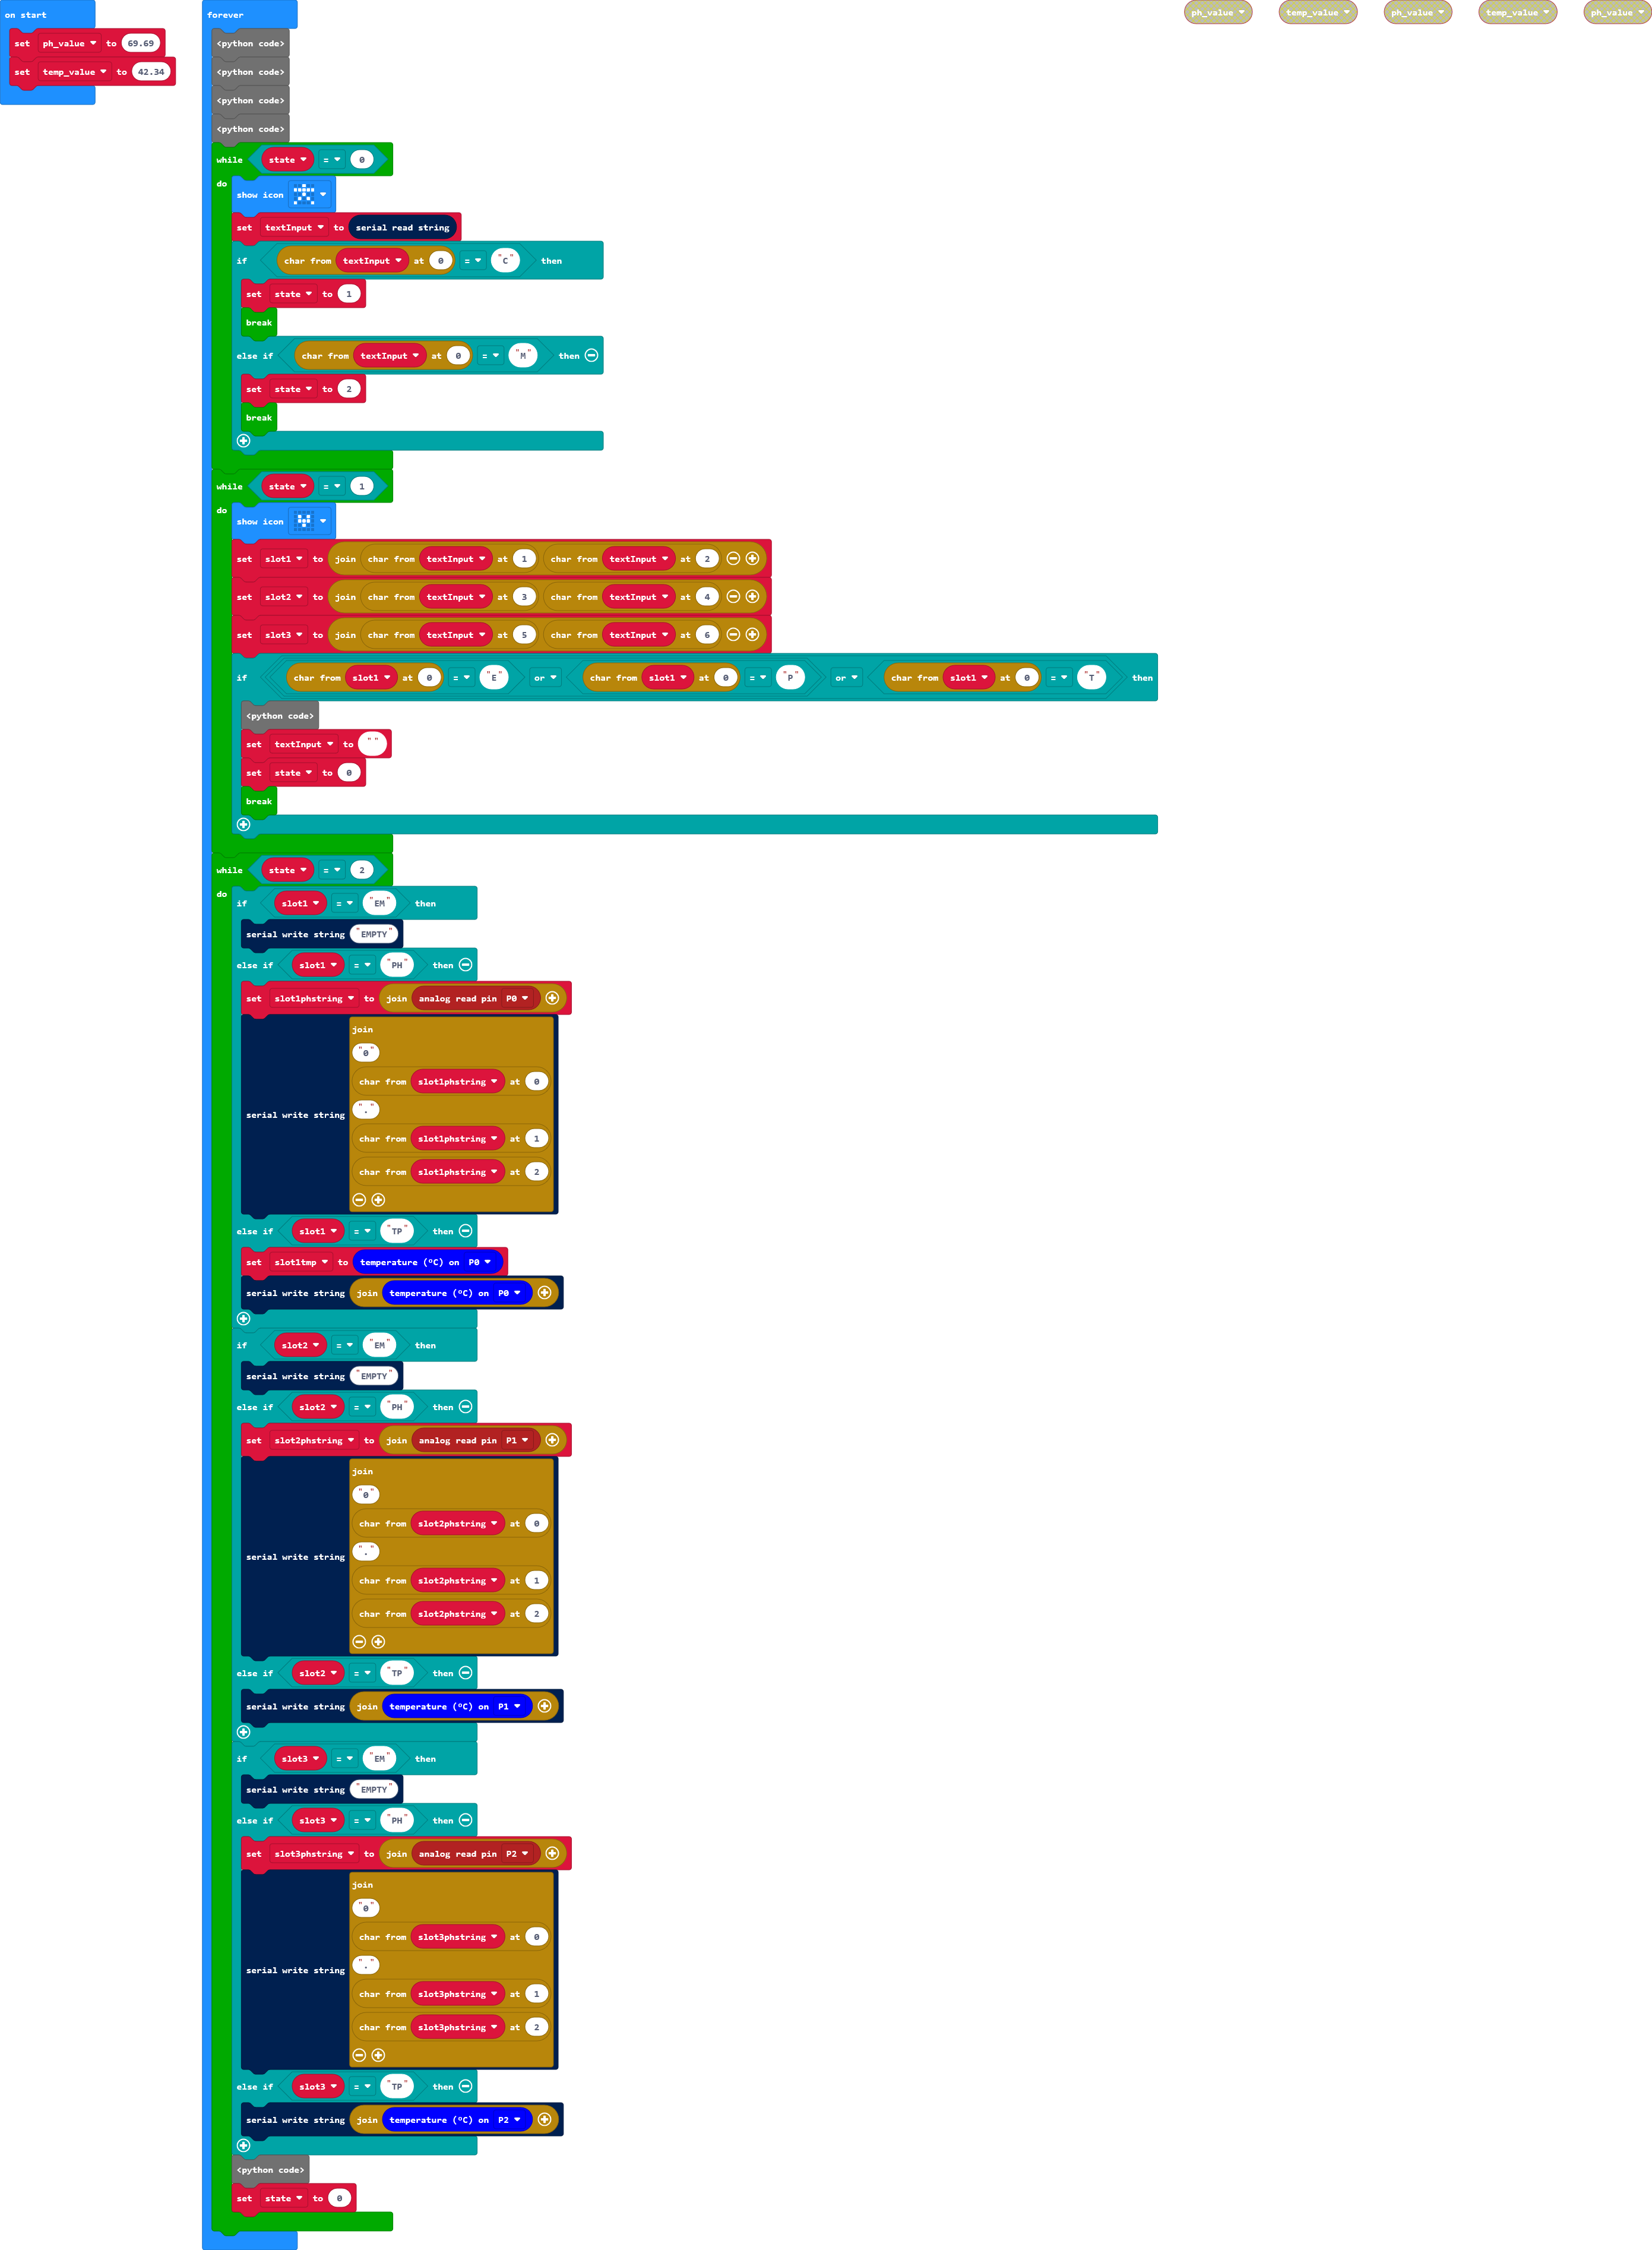 on start
set ph_value to 69.69
set temp_value to 42.34
forever
<python code>
<python code>
<python code>
<python code>
while state = 0
do
show icon
set textInput to serial read string
if char from textInput at 0 = "C" then
set state to 1
break
else if char from textInput at 0 = "M" then
set state to 2
break
while state = 1
do
show icon
set slot1 to join char from textInput at 1 char from textInput at 2
set slot2 to join char from textInput at 3 char from textInput at 4
set slot3 to join char from textInput at 5 char from textInput at 6
if char from slot1 at 0 = "E" or char from slot1 at 0 = "P" or char from slot1 at 0 = "T" then
<python code>
set textInput to ""
set state to 0
break
while state = 2
do
if slot1 = "EM" then
serial write string "EMPTY"
else if slot1 = "PH" then
set slot1phstring to join analog read pin P0
join
"0"
char from slot1phstring at 0
"."
serial write string
char from slot1phstring at 1
char from slot1phstring at 2
else if slot1 = "TP" then
set slot1tmp to temperature (ºC) on P0
serial write string join temperature (ºC) on P0
if slot2 = "EM" then
serial write string "EMPTY"
else if slot2 = "PH" then
set slot2phstring to join analog read pin P1
join
"0"
char from slot2phstring at 0
"."
serial write string
char from slot2phstring at 1
char from slot2phstring at 2
else if slot2 = "TP" then
serial write string join temperature (ºC) on P1
if slot3 = "EM" then
serial write string "EMPTY"
else if slot3 = "PH" then
set slot3phstring to join analog read pin P2
join
"0"
char from slot3phstring at 0
"."
serial write string
char from slot3phstring at 1
char from slot3phstring at 2
else if slot3 = "TP" then
serial write string join temperature (ºC) on P2
<python code>
set state to 0
ph_value
temp_value
ph_value
temp_value
ph_value